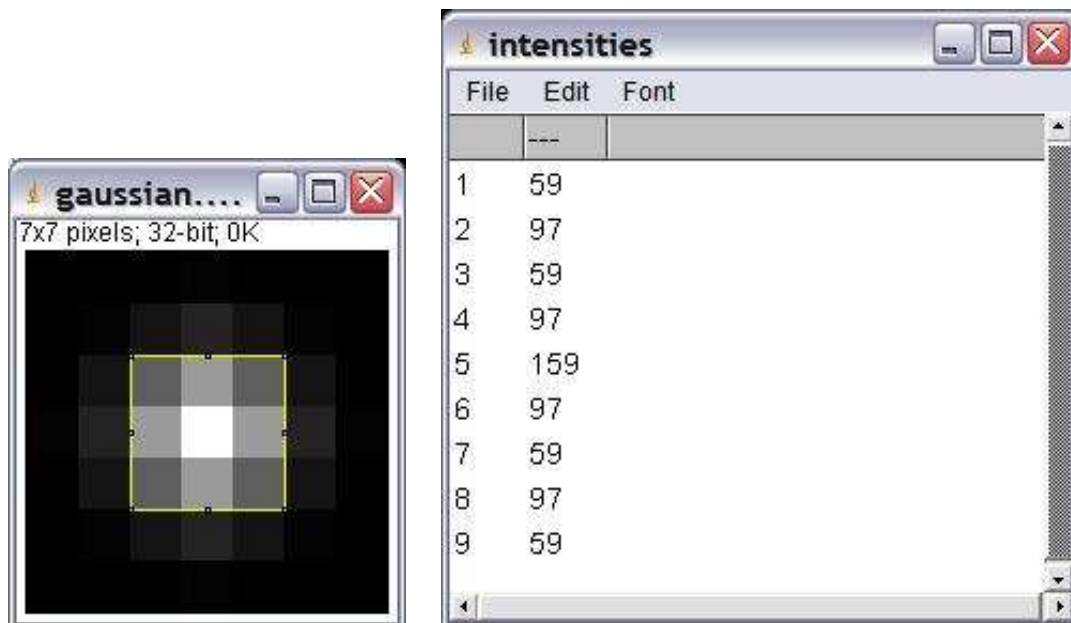 gaussian....
7x7 pixels; 32-bit; 0K
intensities
File Edit Font
---
1 59
2 97
3 59
4 97
5 159
6 97
7 59
8 97
9 59